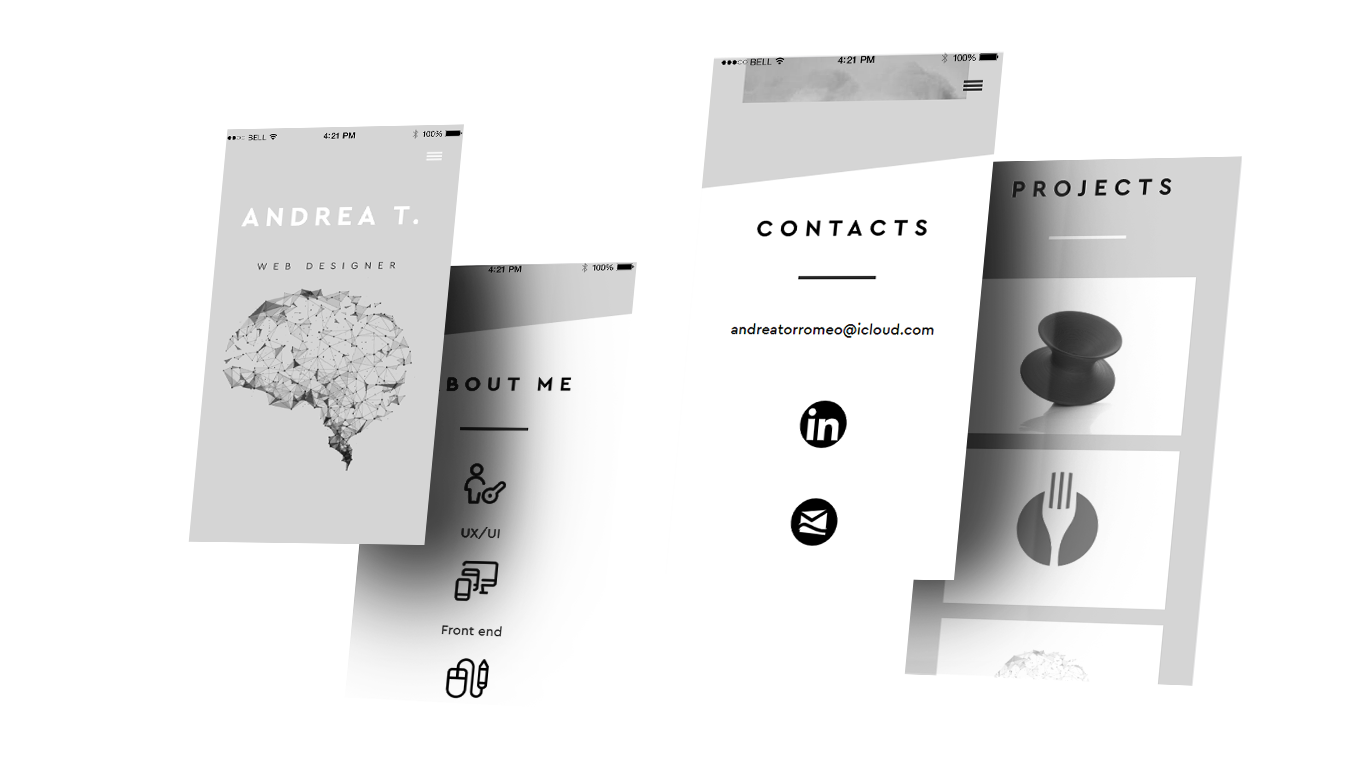 BELL 4:21 PM 100%
ANDREA T.
WEB DESIGNER
4:21 PM 100%
BOUT ME
UX/UI
Front end
BELL 4:21 PM 100%
CONTACTS
andreatorromeo@icloud.com
in
PROJECTS